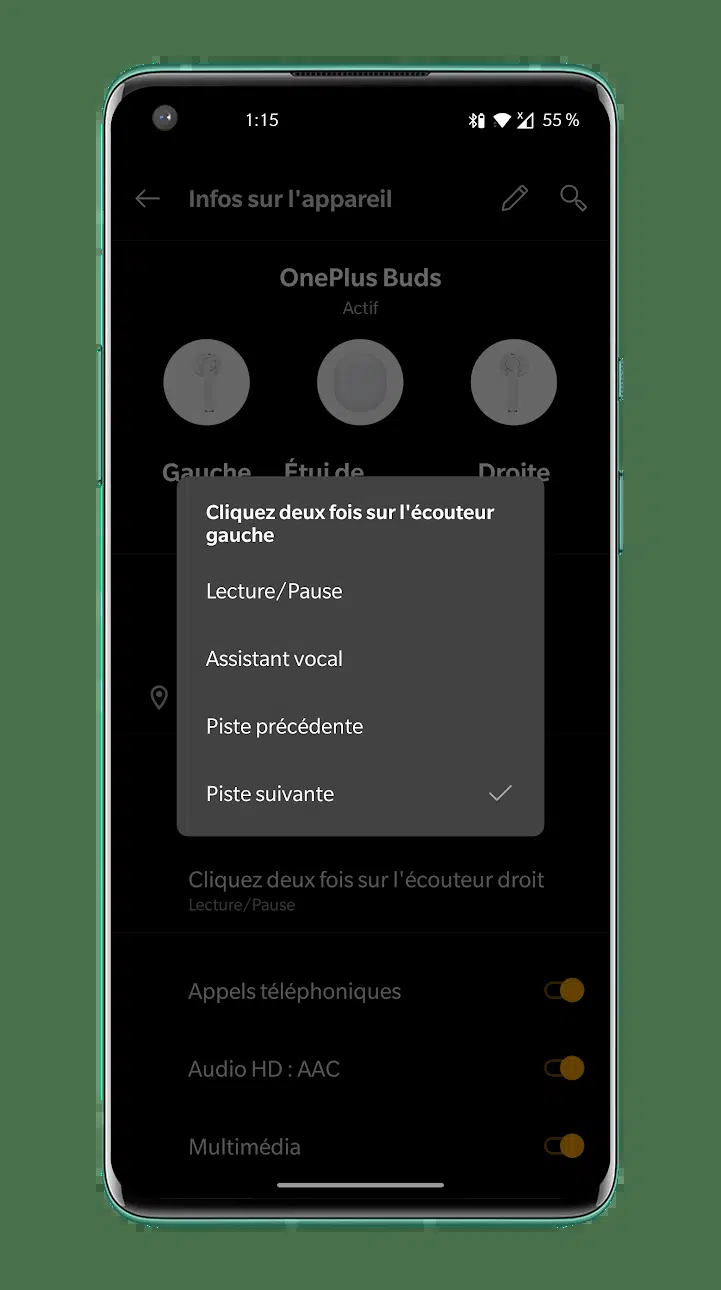 1:15 55 %
Infos sur l'appareil
OnePlus Buds
Actif
Gauche Étui de Droite
Cliquez deux fois sur l'écouteur
gauche
Lecture/Pause
Assistant vocal
Piste précédente
Piste suivante
Cliquez deux fois sur l'écouteur droit
Lecture/Pause
Appels téléphoniques
Audio HD : AAC
Multimédia